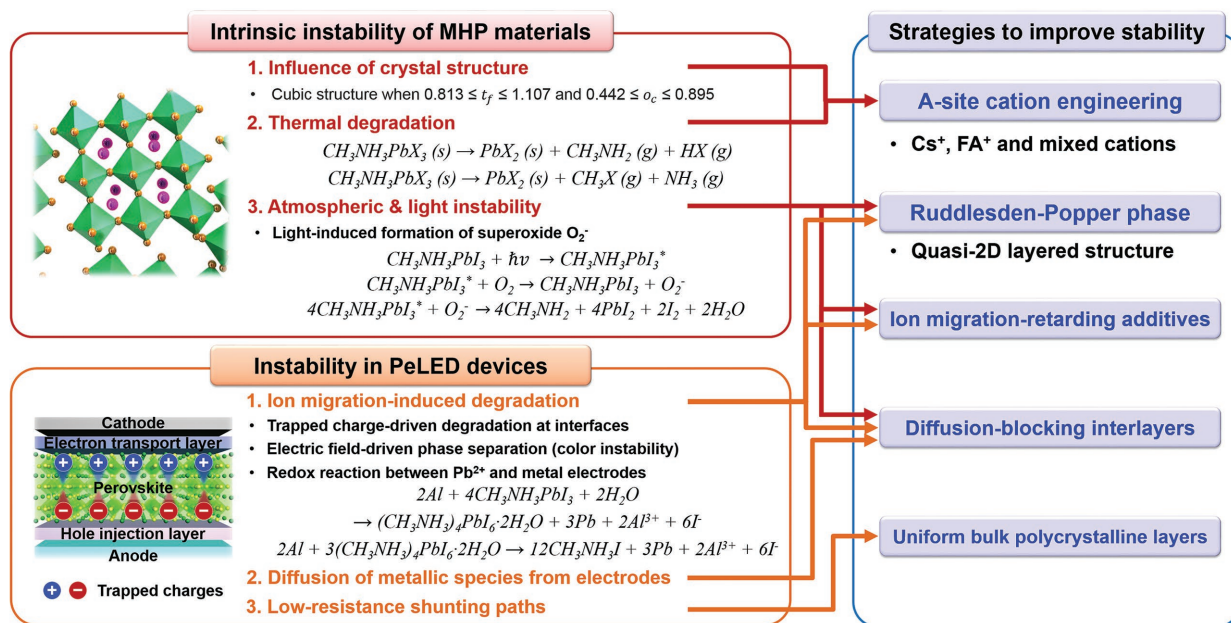 Intrinsic instability of MHP materials
1. Influence of crystal structure
• Cubic structure when 0.813 ≤ t_f ≤ 1.107 and 0.442 ≤ o_c ≤ 0.895
2. Thermal degradation
CH₃NH₃PbX₃ (s) → PbX₂ (s) + CH₃NH₂ (g) + HX (g)
CH₃NH₃PbX₃ (s) → PbX₂ (s) + CH₃X (g) + NH₃ (g)
3. Atmospheric & light instability
• Light-induced formation of superoxide O₂⁻
CH₃NH₃PbI₃ + ℏν → CH₃NH₃PbI₃*
CH₃NH₃PbI₃* + O₂ → CH₃NH₃PbI₃ + O₂⁻
4CH₃NH₃PbI₃* + O₂⁻ → 4CH₃NH₂ + 4PbI₂ + 2I₂ + 2H₂O
Instability in PeLED devices
1. Ion migration-induced degradation
• Trapped charge-driven degradation at interfaces
• Electric field-driven phase separation (color instability)
• Redox reaction between Pb²⁺ and metal electrodes
2Al + 4CH₃NH₃PbI₃ + 2H₂O
→ (CH₃NH₃)₄PbI₆·2H₂O + 3Pb + 2Al³⁺ + 6I⁻
2Al + 3(CH₃NH₃)₄PbI₆·2H₂O → 12CH₃NH₃I + 3Pb + 2Al³⁺ + 6I⁻
2. Diffusion of metallic species from electrodes
3. Low-resistance shunting paths
Cathode
Electron transport layer
+ + + + +
Perovskite
− − − − −
Hole injection layer
Anode
+ − Trapped charges
Strategies to improve stability
A-site cation engineering
• Cs⁺, FA⁺ and mixed cations
Ruddlesden-Popper phase
• Quasi-2D layered structure
Ion migration-retarding additives
Diffusion-blocking interlayers
Uniform bulk polycrystalline layers